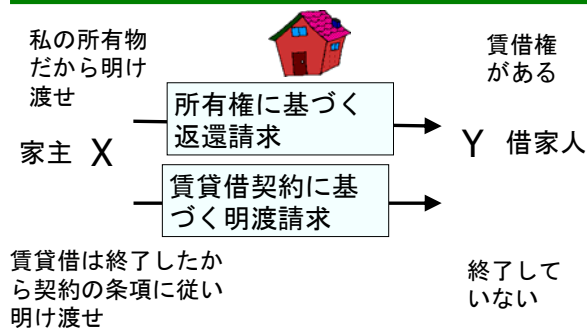 私の所有物
だから明け
渡せ
賃借権
がある
所有権に基づく
返還請求
家主 X
Y 借家人
賃貸借契約に基
づく明渡請求
賃貸借は終了したか
ら契約の条項に従い
明け渡せ
終了して
いない